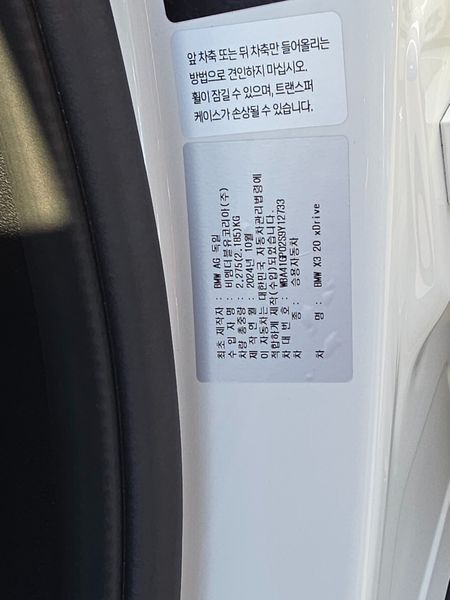 앞 차축 또는 뒤 차축만 들어올리는
방법으로 견인하지 마십시오.
휠이 잠길 수 있으며, 트랜스퍼
케이스가 손상될 수 있습니다.
최초 제작자 : BMW AG 독일
수 입 자 명 : 비엠더블유코리아(주)
차량 총중량 : 2,275(2,185)KG
제 작 연 월 : 2024년 10월
이 자동차는 대한민국 자동차관리법령에
적합하게 제작(수입)되었습니다.
차 대 번 호 : WBA41GP02S0Y12733
차 종 : 승용자동차
차 명 : BMW X3 20 xDrive